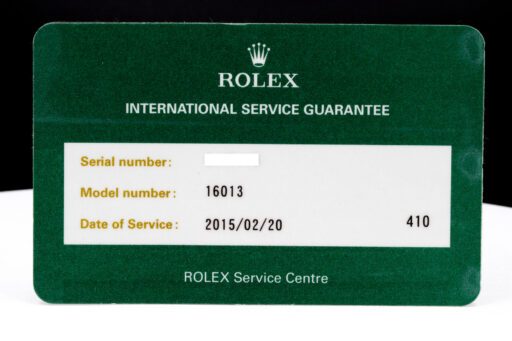 ROLEX
INTERNATIONAL SERVICE GUARANTEE
Serial number:
Model number: 16013
Date of Service: 2015/02/20 410
ROLEX Service Centre